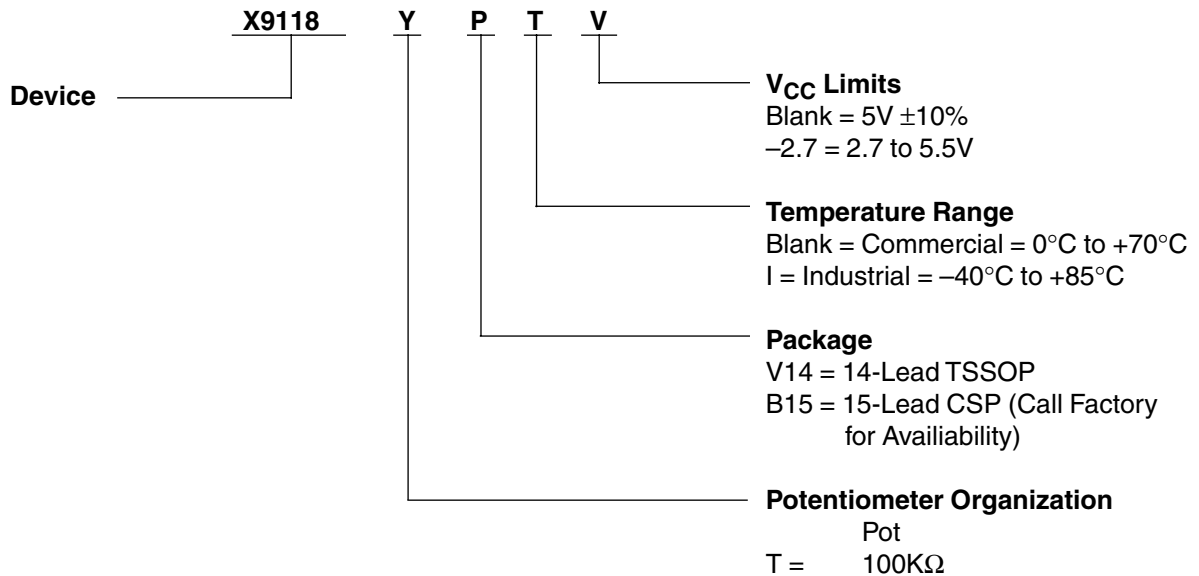 X9118 Y P T V
Device
VCC Limits
Blank = 5V ±10%
–2.7 = 2.7 to 5.5V
Temperature Range
Blank = Commercial = 0°C to +70°C
I = Industrial = –40°C to +85°C
Package
V14 = 14-Lead TSSOP
B15 = 15-Lead CSP (Call Factory
for Availiability)
Potentiometer Organization
Pot
T = 100KΩ